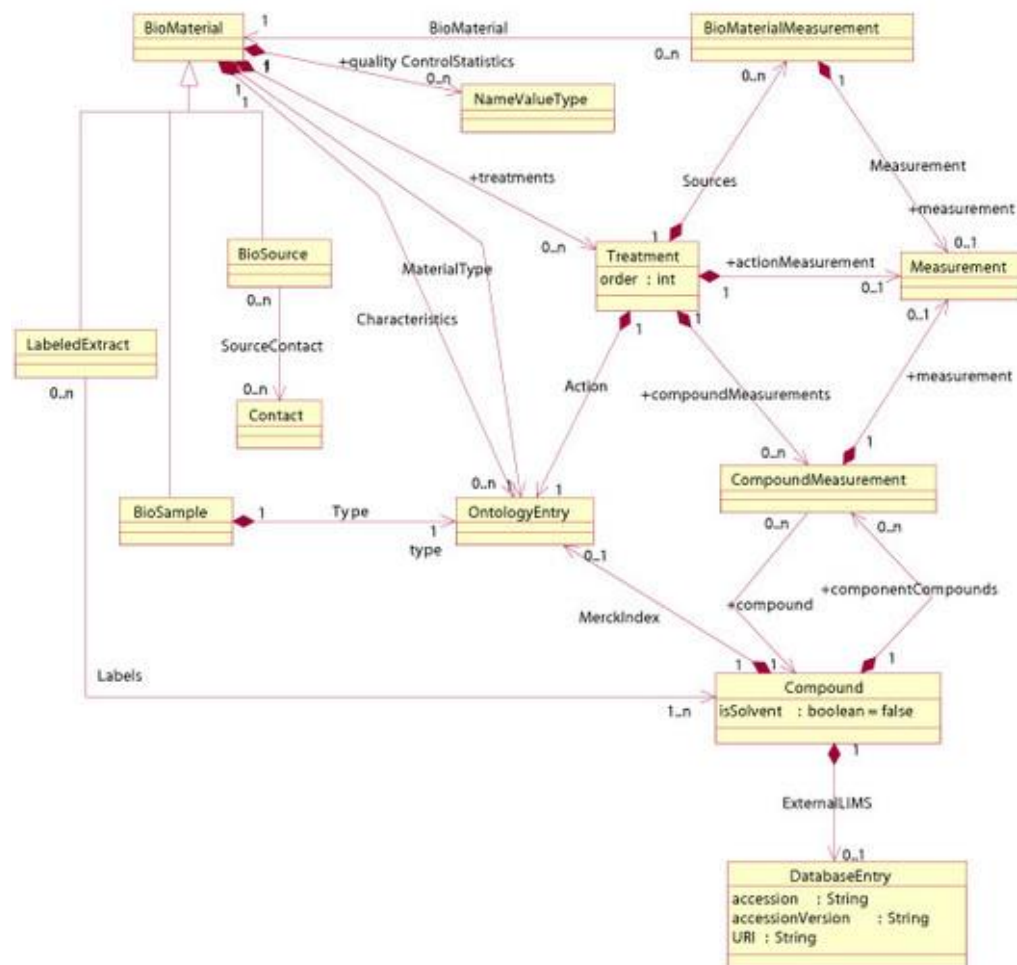 BioMaterial
BioMaterialMeasurement
1
BioMaterial
0..n
+quality ControlStatistics
0..n
NameValueType
1
1
1
0..n
1
+treatments
Sources
Measurement
+measurement
0..1
0..n
1
Treatment
order : int
+actionMeasurement
1
0..1
Measurement
0..1
BioSource
0..n
MaterialType
Characteristics
LabeledExtract
0..n
SourceContact
0..n
Contact
1
1
Action
+compoundMeasurements
+measurement
0..n
1
CompoundMeasurement
0..n
0..n
BioSample
1
Type
1
type
0..n
1
1
OntologyEntry
0..1
+compound
+componentCompounds
MerckIndex
1
1
1
Labels
1..n
Compound
isSolvent : boolean = false
1
ExternalLIMS
0..1
DatabaseEntry
accession : String
accessionVersion : String
URI : String